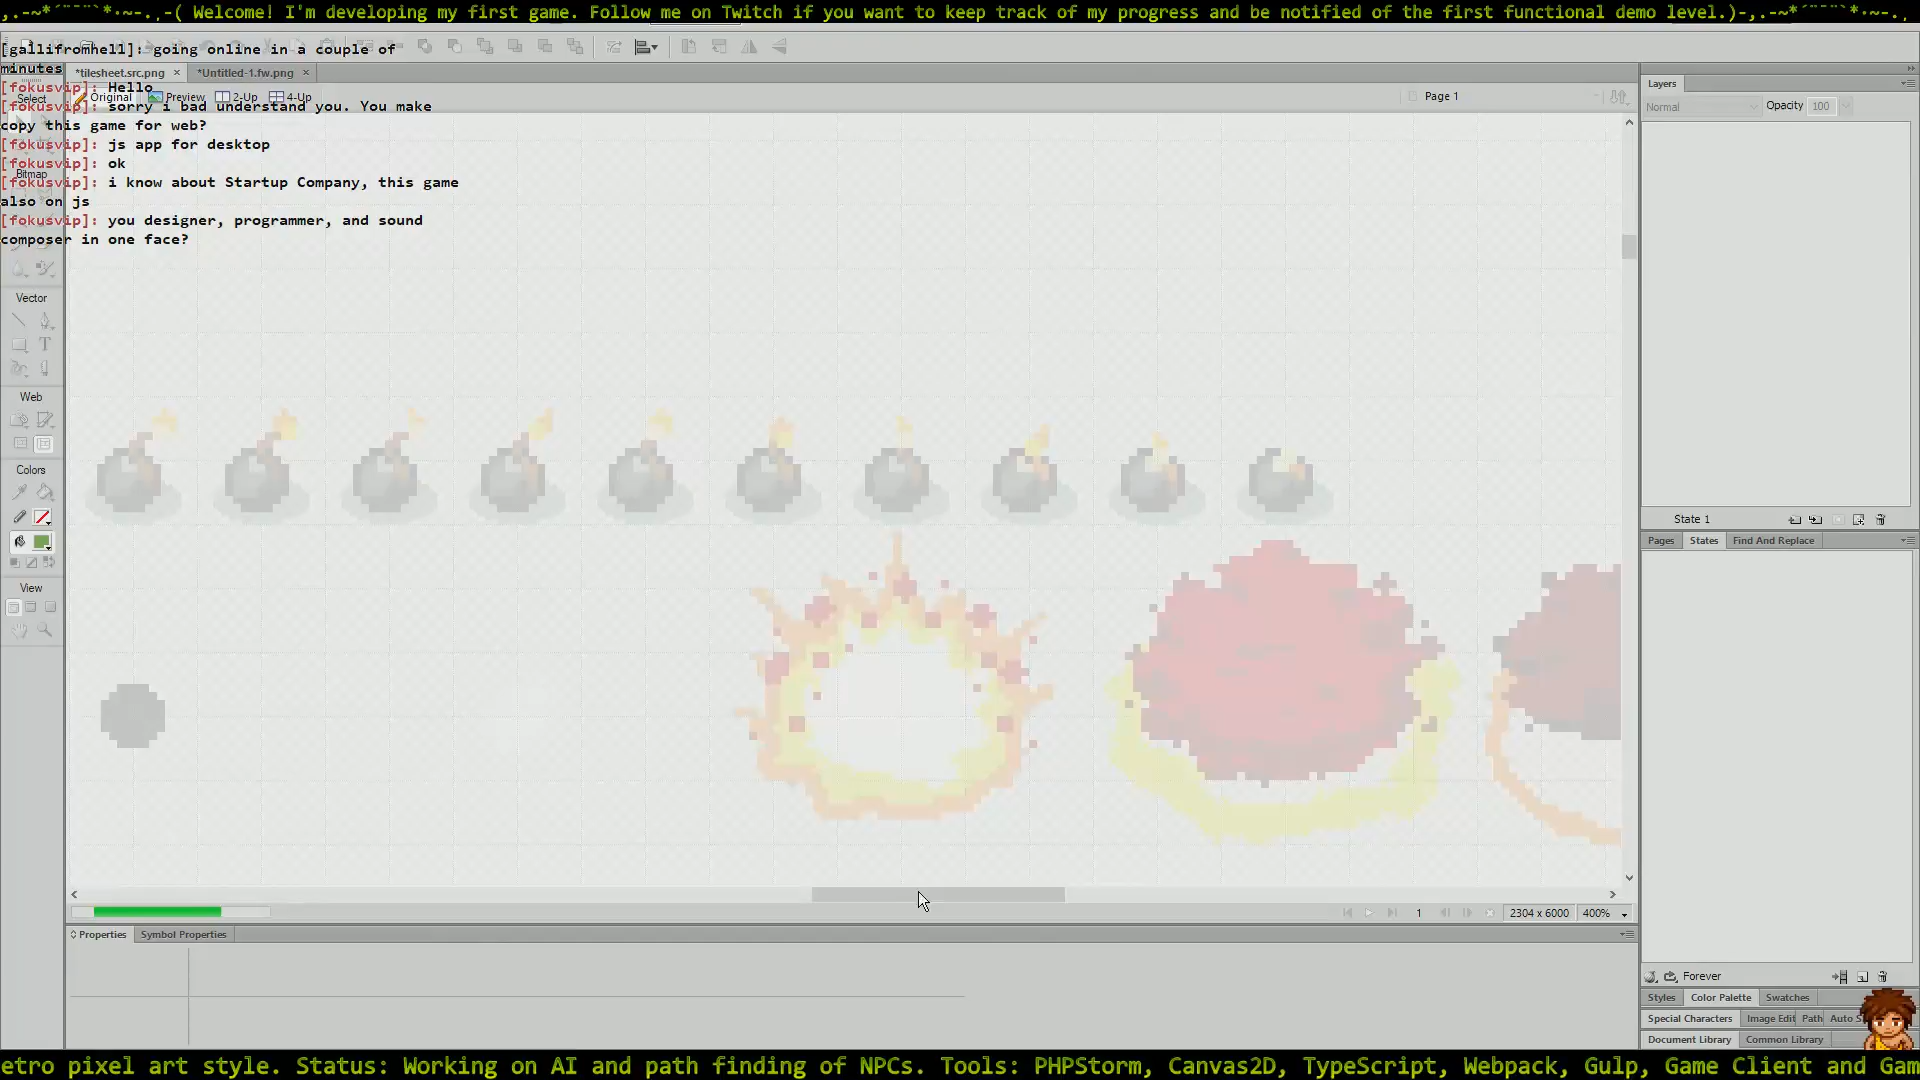 ,.-~*´¨¯¨`*·~-.¸-( Welcome! I'm developing my first game. Follow me on Twitch if you want to keep track of my progress and be notified of the first functional demo level.)-,.-~*´¨¯¨`*·~-.¸
[gallifromhell]: going online in a couple of
minutes
*tilesheet.src.png
*Untitled-1.fw.png
[fokusvip]: Hello
Select
Original
Preview
2-Up
4-Up
Page 1
[fokusvip]: sorry i bad understand you. You make
copy this game for web?
[fokusvip]: js app for desktop
[fokusvip]: ok
Bitmap
[fokusvip]: i know about Startup Company, this game
also on js
[fokusvip]: you designer, programmer, and sound
composer in one face?
Vector
Web
Colors
View
Layers
Normal
Opacity 100
State 1
Pages States Find And Replace
Forever
Styles Color Palette Swatches
Special Characters Image Edit Path Auto S
Document Library Common Library
1
2304 x 6000
400%
Properties Symbol Properties
etro pixel art style. Status: Working on AI and path finding of NPCs. Tools: PHPStorm, Canvas2D, TypeScript, Webpack, Gulp, Game Client and Gam